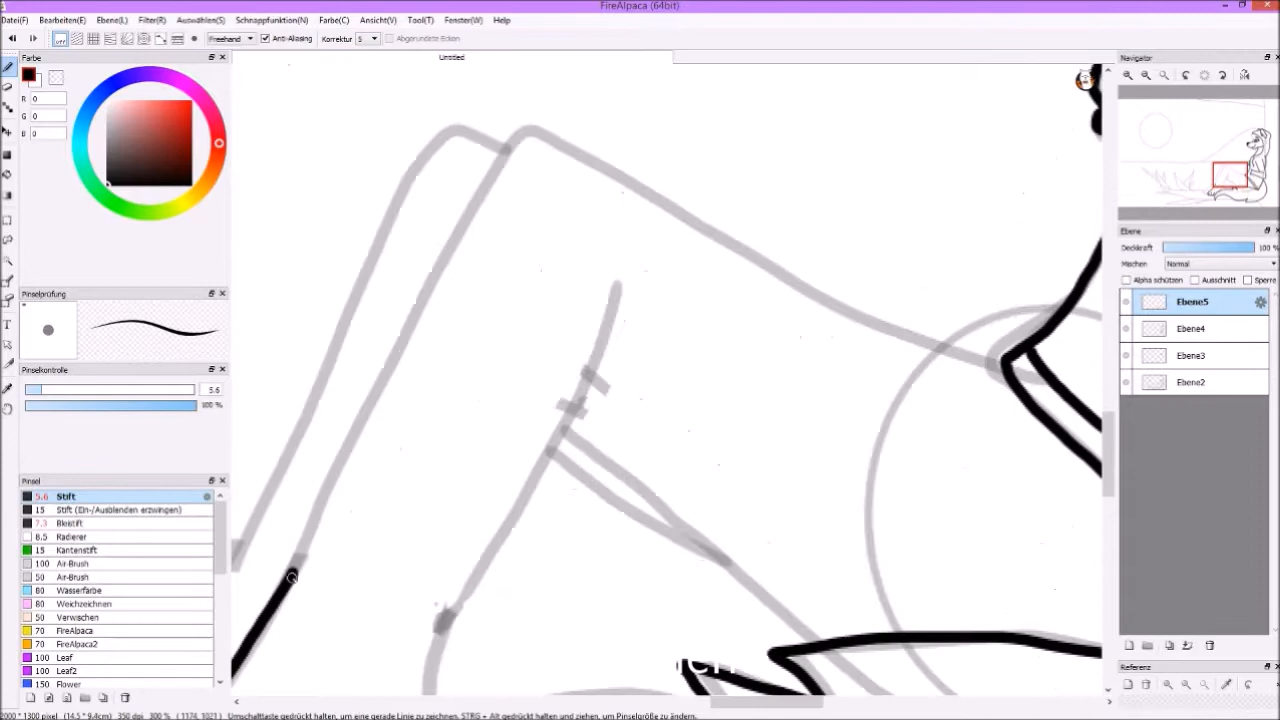 FireAlpaca (64bit)
Datei(F) Bearbeiten(E) Ebene(L) Filter(R) Auswählen(S) Schnappfunktion(N) Farbe(C) Ansicht(V) Tool(T) Fenster(W) Help
OFF Freehand Anti-Aliasing Korrektur 5 Abgerundete Ecken
Farbe
Untitled
Navigator
R 0
G 0
B 0
Ebene
Deckkraft 100 %
Mischen Normal
Alpha schützen Ausschnitt Sperre
Ebene5
Ebene4
Ebene3
Ebene2
Pinselprüfung
Pinselkontrolle
5.6
100 %
Pinsel
5.6 Stift
15 Stift (Ein-/Ausblenden erzwingen)
7.3 Bleistift
8.5 Radierer
15 Kantenstift
100 Air-Brush
50 Air-Brush
80 Wasserfarbe
80 Weichzeichnen
50 Verwischen
70 FireAlpaca
70 FireAlpaca2
100 Leaf
100 Leaf2
150 Flower
Referenz
2000 * 1300 pixel (14.5 * 9.4cm) 350 dpi 300 % ( 1174, 1021 ) Umschalttaste gedrückt halten, um eine gerade Linie zu zeichnen. STRG + Alt gedrückt halten und ziehen, um Pinselgröße zu ändern.